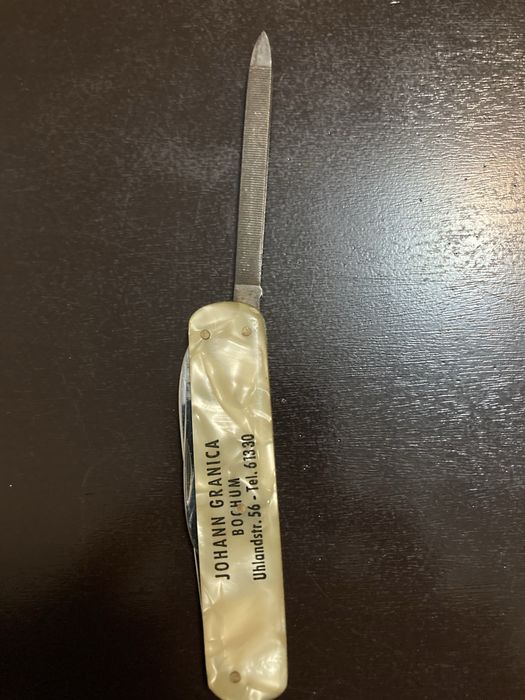 JOHANN GRANICA
BOCHUM
Uhlandstr. 56 - Tel. 61330